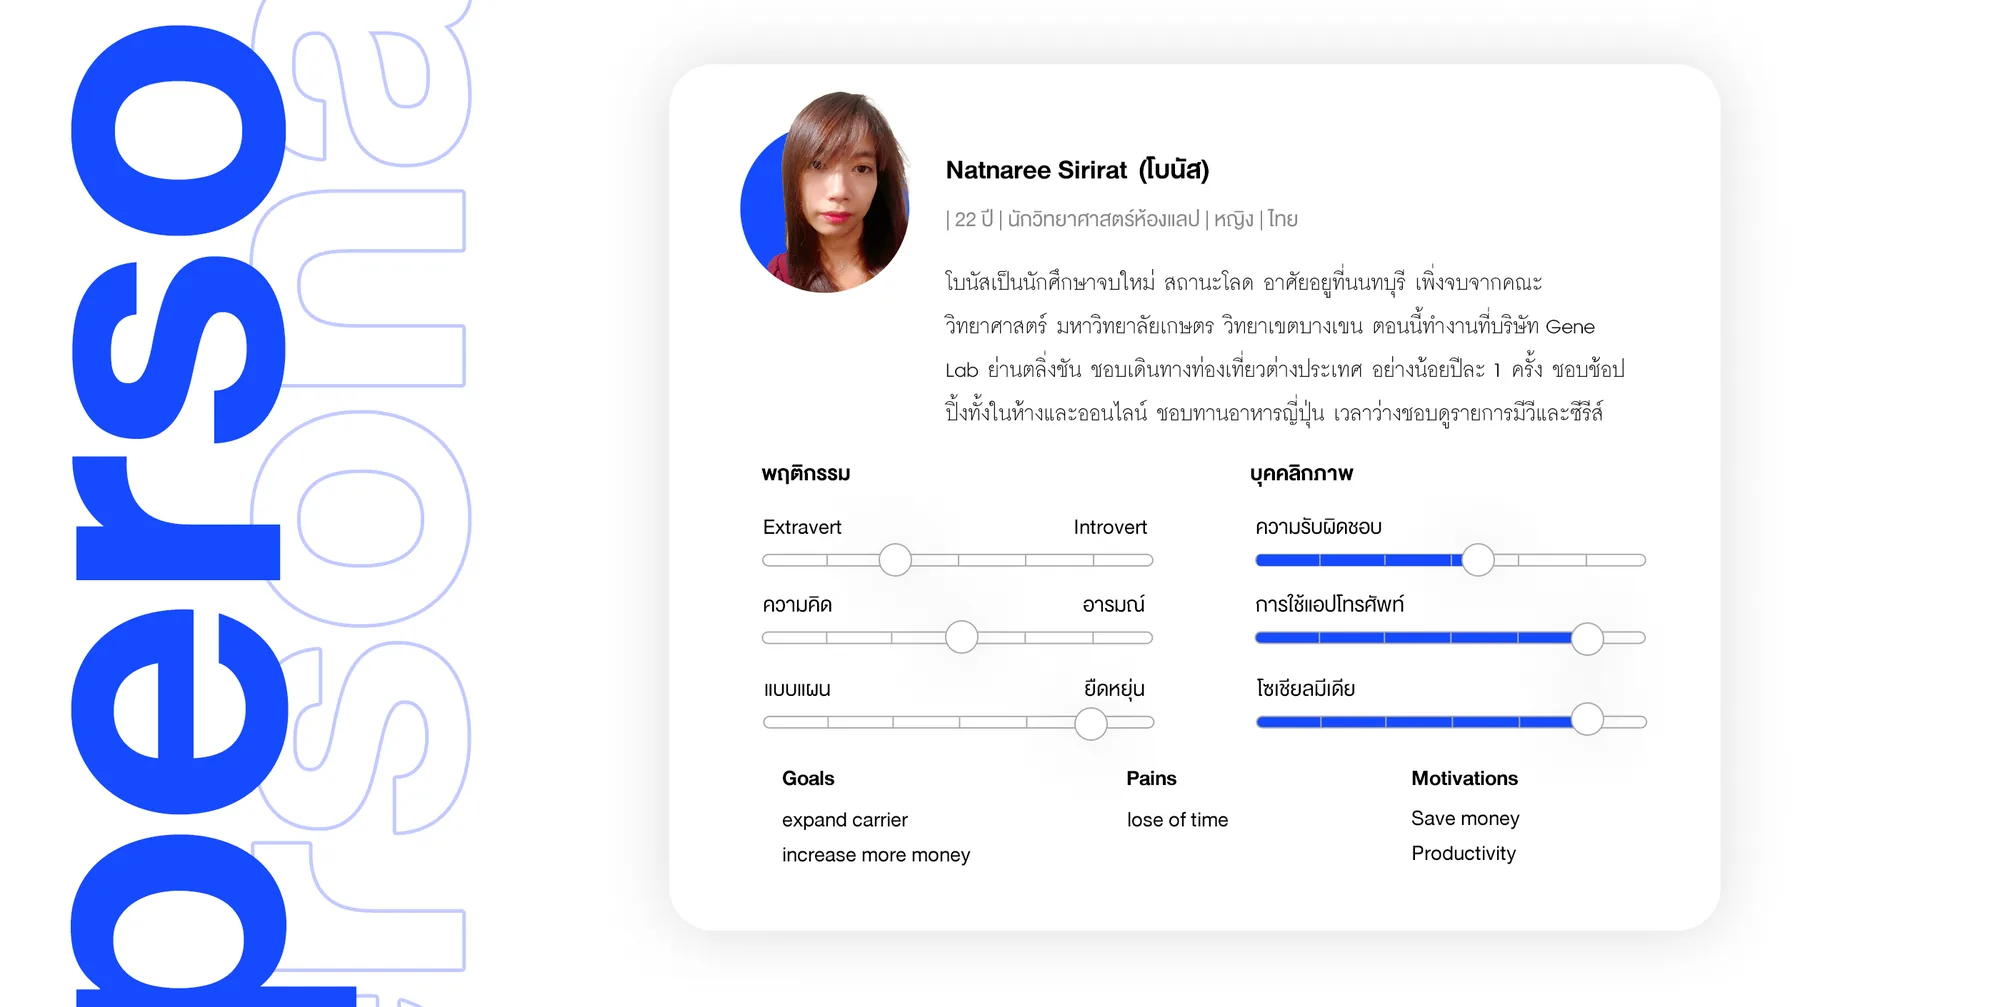 perso
persona
Natnaree Sirirat (โบนัส)
| 22 ปี | นักวิทยาศาสตร์ห้องแลป | หญิง | ไทย
โบนัสเป็นนักศึกษาจบใหม่ สถานะโสด อาศัยอยู่ที่นนทบุรี เพิ่งจบจากคณะ
วิทยาศาสตร์ มหาวิทยาลัยเกษตร วิทยาเขตบางเขน ตอนนี้ทำงานที่บริษัท Gene
Lab ย่านตลิ่งชัน ชอบเดินทางท่องเที่ยวต่างประเทศ อย่างน้อยปีละ 1 ครั้ง ชอบช้อป
ปิ้งทั้งในห้างและออนไลน์ ชอบทานอาหารญี่ปุ่น เวลาว่างชอบดูรายการมีวีและซีรีส์
พฤติกรรม
Extravert Introvert
ความคิด อารมณ์
แบบแผน ยืดหยุ่น
บุคคลิกภาพ
ความรับผิดชอบ
การใช้แอปโทรศัพท์
โซเชียลมีเดีย
Goals
expand carrier
increase more money
Pains
lose of time
Motivations
Save money
Productivity